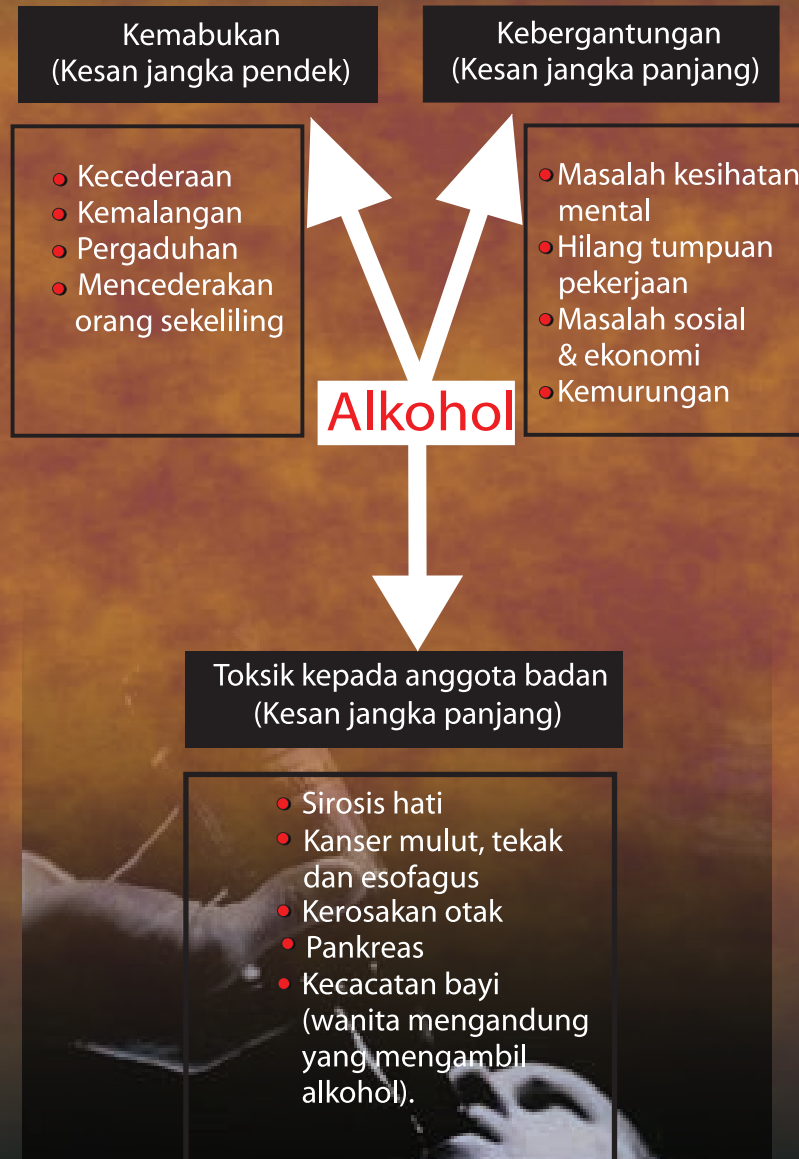 Kemabukan
(Kesan jangka pendek)
Kecederaan
Kemalangan
Pergaduhan
Mencederakan
orang sekeliling
Kebergantungan
(Kesan jangka panjang)
Masalah kesihatan
mental
Hilang tumpuan
pekerjaan
Masalah sosial
& ekonomi
Kemurungan
Alkohol
Toksik kepada anggota badan
(Kesan jangka panjang)
Sirosis hati
Kanser mulut, tekak
dan esofagus
Kerosakan otak
Pankreas
Kecacatan bayi
(wanita mengandung
yang mengambil
alkohol).